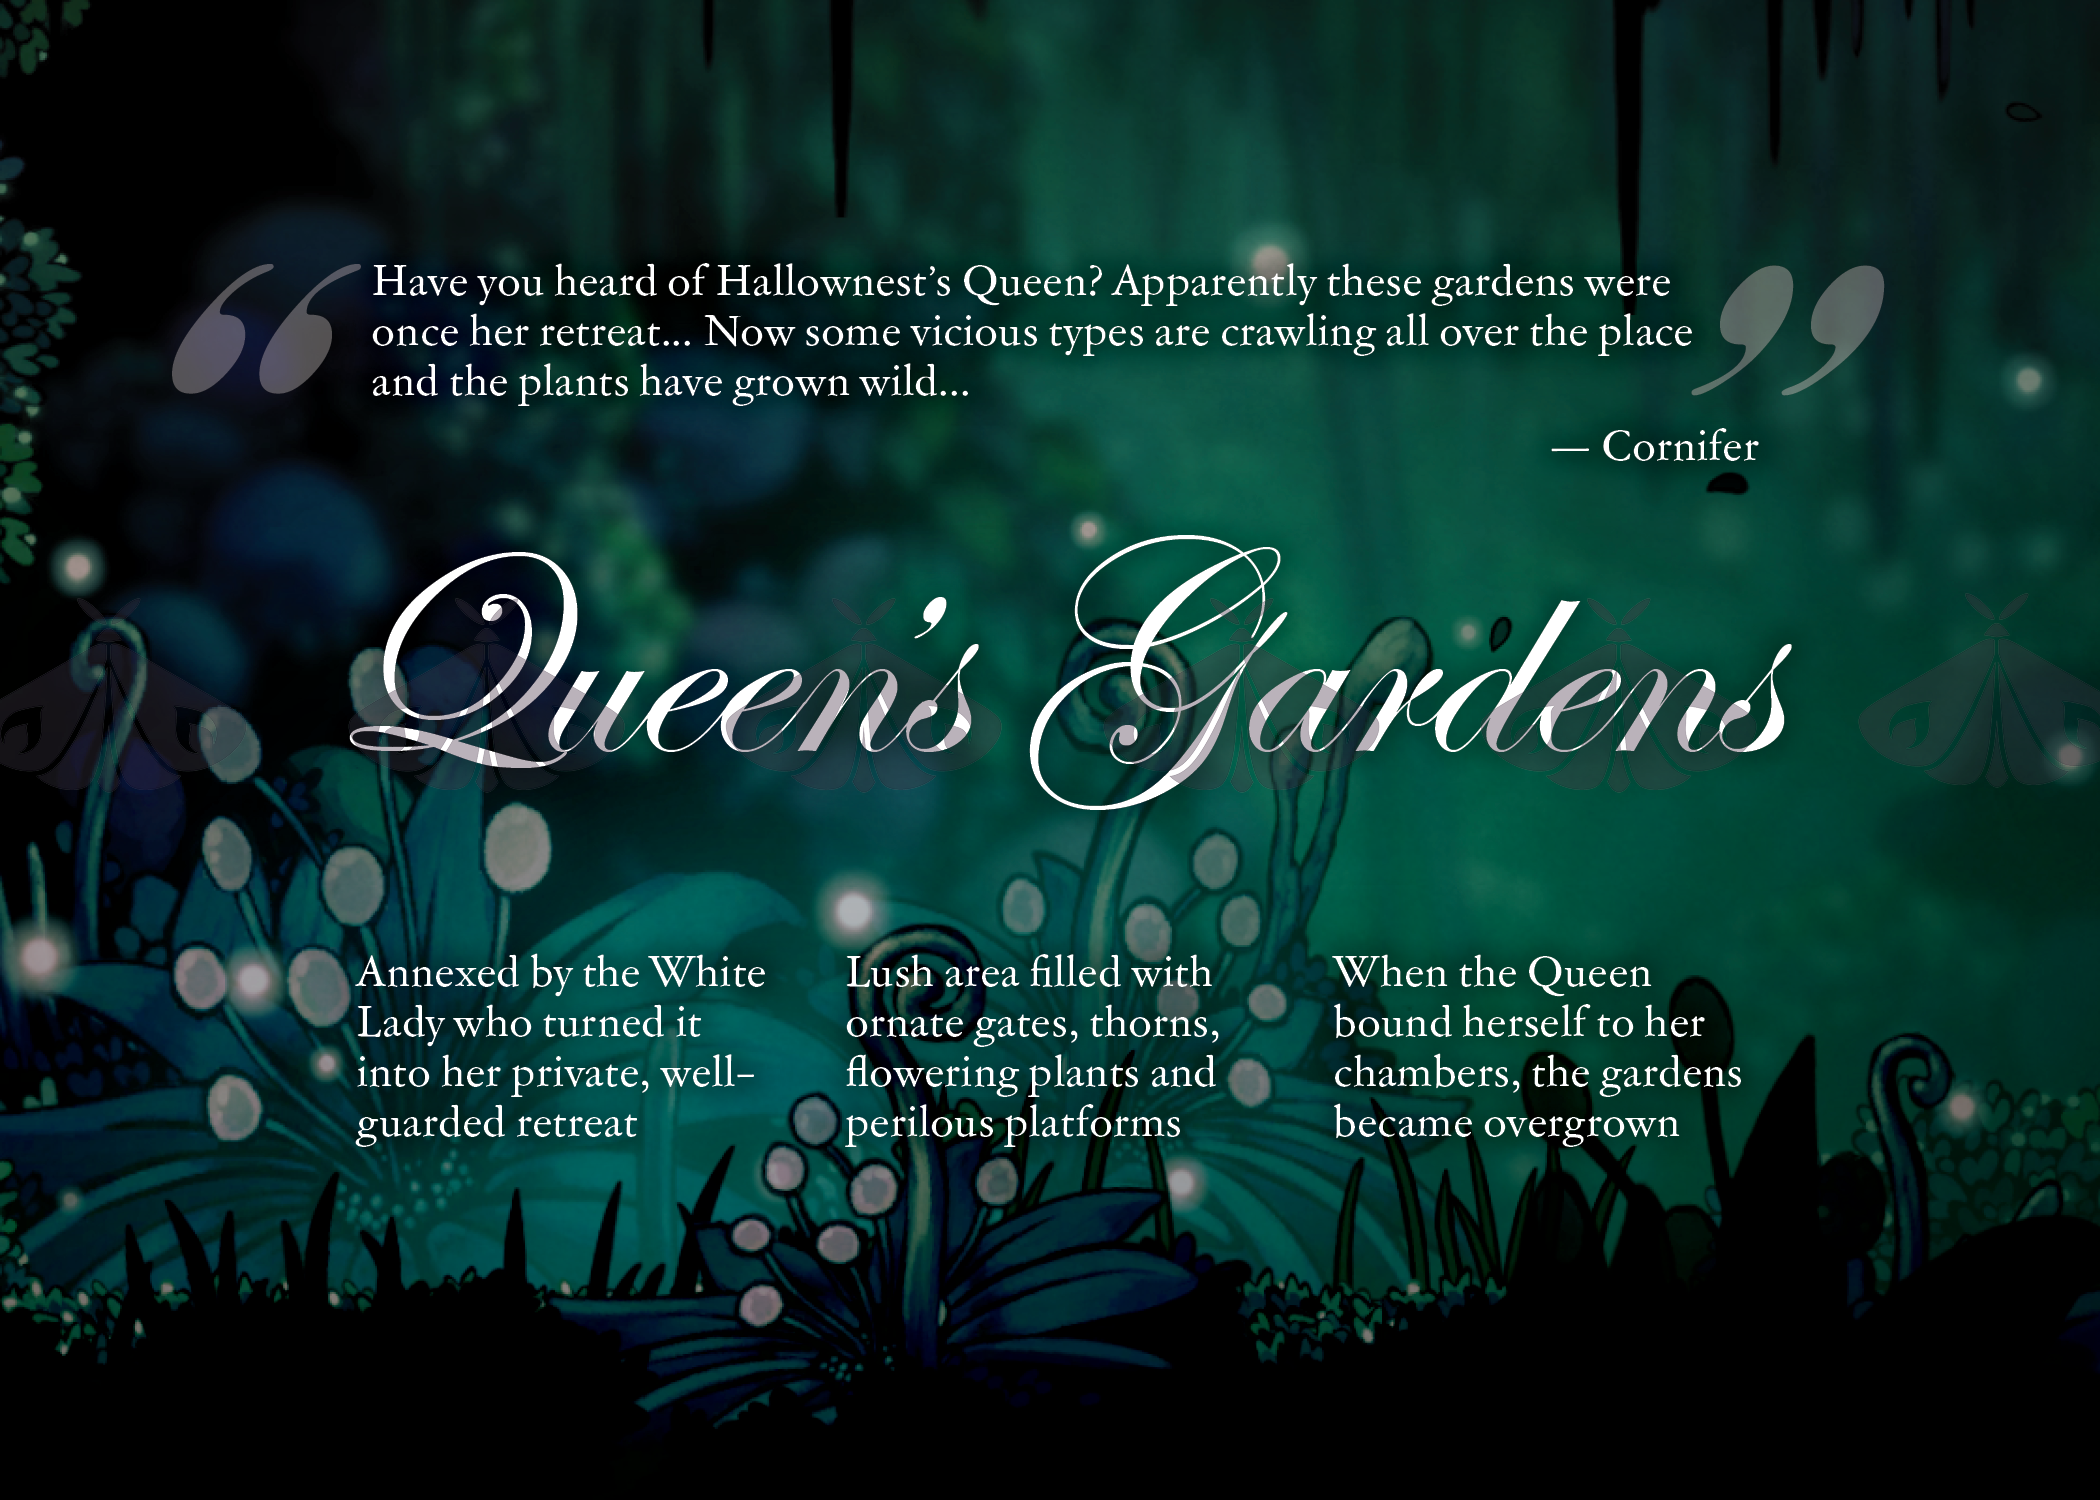 Have you heard of Hallownest’s Queen? Apparently these gardens were
once her retreat... Now some vicious types are crawling all over the place
and the plants have grown wild...
— Cornifer
Queen’s Gardens
Annexed by the White
Lady who turned it
into her private, well-
guarded retreat
Lush area filled with
ornate gates, thorns,
flowering plants and
perilous platforms
When the Queen
bound herself to her
chambers, the gardens
became overgrown